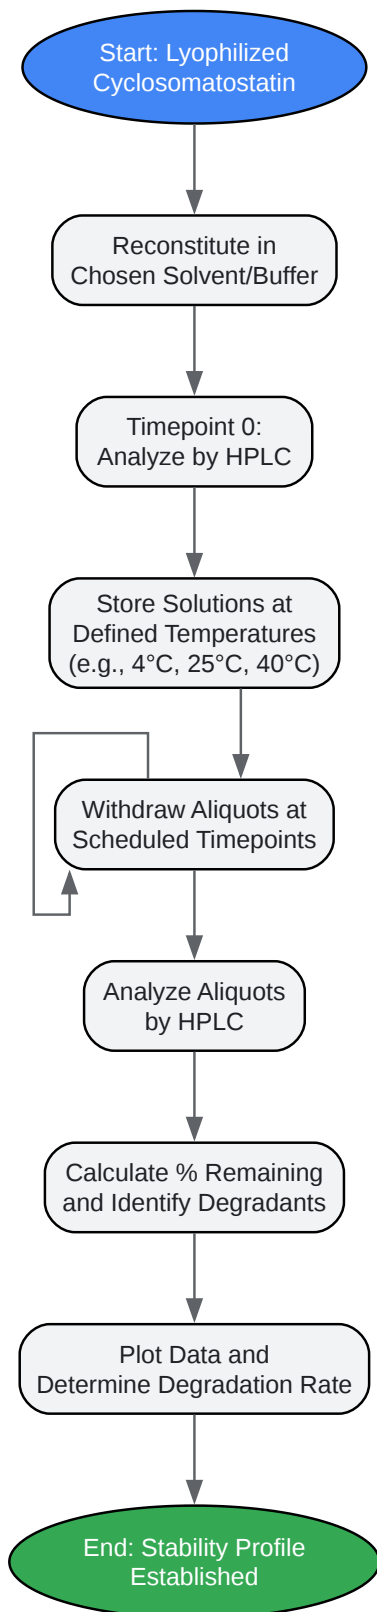 Start: Lyophilized
Cyclosomatostatin
Reconstitute in
Chosen Solvent/Buffer
Timepoint 0:
Analyze by HPLC
Store Solutions at
Defined Temperatures
(e.g., 4°C, 25°C, 40°C)
Withdraw Aliquots at
Scheduled Timepoints
Analyze Aliquots
by HPLC
Calculate % Remaining
and Identify Degradants
Plot Data and
Determine Degradation Rate
End: Stability Profile
Established